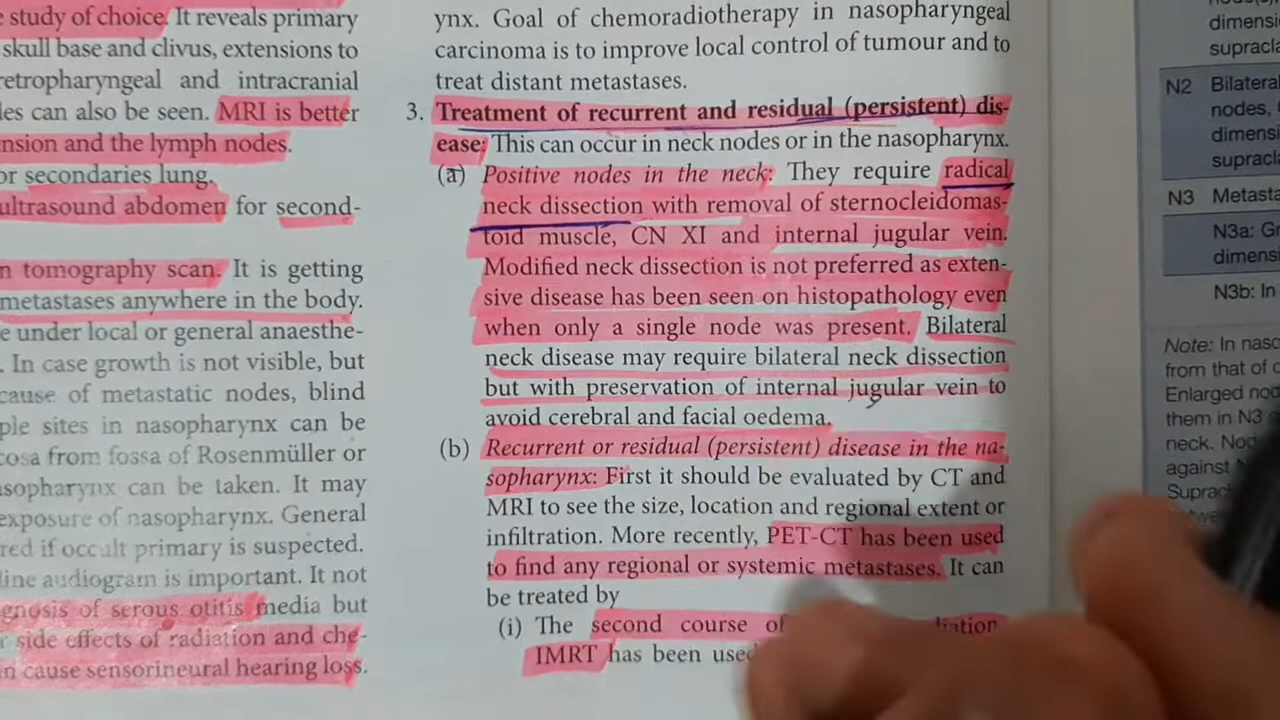 study of choice. It reveals primary
skull base and clivus, extensions to
retropharyngeal and intracranial
can also be seen. MRI is better
and the lymph nodes.
or secondaries lung.
ultrasound abdomen for second-
tomography scan. It is getting
metastases anywhere in the body.
under local or general anaesthe-
. In case growth is not visible, but
cause of metastatic nodes, blind
sites in nasopharynx can be
from fossa of Rosenmüller or
can be taken. It may
exposure of nasopharynx. General
if occult primary is suspected.
audiogram is important. It not
of serous otitis media but
side effects of radiation and che-
cause sensorineural hearing loss.
ynx. Goal of chemoradiotherapy in nasopharyngeal
carcinoma is to improve local control of tumour and to
treat distant metastases.
3. Treatment of recurrent and residual (persistent) dis-
ease: This can occur in neck nodes or in the nasopharynx.
(a) Positive nodes in the neck: They require radical
neck dissection with removal of sternocleidomas-
toid muscle, CN XI and internal jugular vein.
Modified neck dissection is not preferred as exten-
sive disease has been seen on histopathology even
when only a single node was present. Bilateral
neck disease may require bilateral neck dissection
but with preservation of internal jugular vein to
avoid cerebral and facial oedema.
(b) Recurrent or residual (persistent) disease in the na-
sopharynx: First it should be evaluated by CT and
MRI to see the size, location and regional extent or
infiltration. More recently, PET-CT has been used
to find any regional or systemic metastases. It can
be treated by
(i) The second course of
IMRT has been used
N2 Bilateral
nodes,
N3
N3a:
N3b: In
Note: In
from that of
Enlarged
them in N3
neck.
against